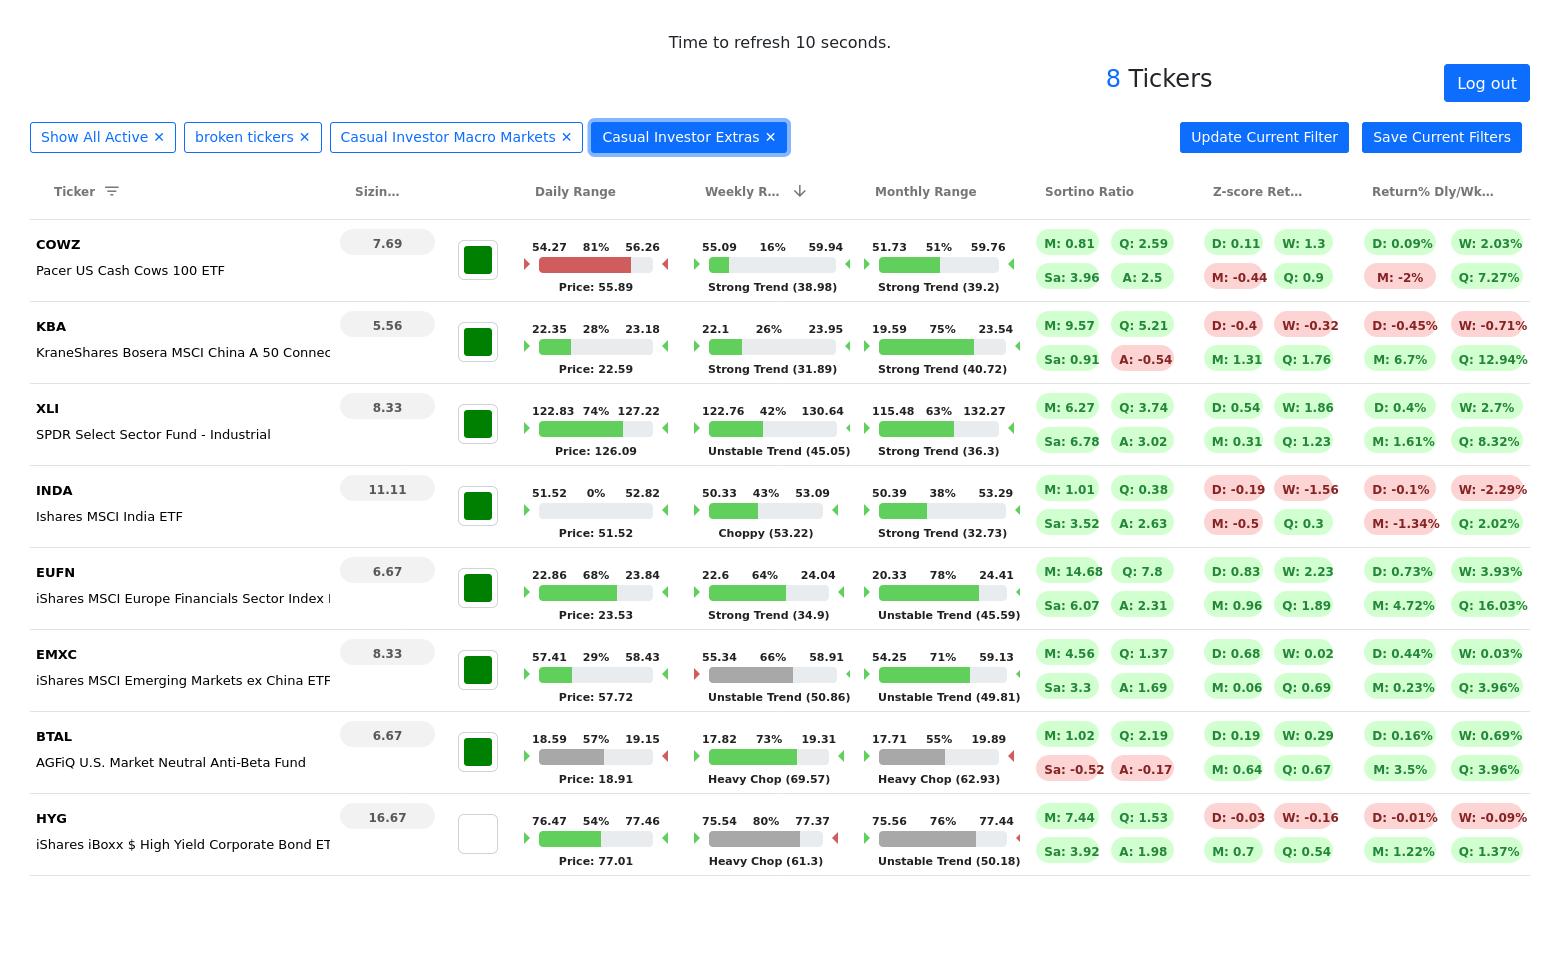 Time to refresh 10 seconds.
8 Tickers
Log out
Show All Active ✕ broken tickers ✕ Casual Investor Macro Markets ✕ Casual Investor Extras ✕ Update Current Filter Save Current Filters
Ticker Sizin... Daily Range Weekly R... Monthly Range Sortino Ratio Z-score Ret... Return% Dly/Wk...
COWZ 7.69 54.27 81% 56.26 55.09 16% 59.94 51.73 51% 59.76 M: 0.81 Q: 2.59 D: 0.11 W: 1.3 D: 0.09% W: 2.03%
Pacer US Cash Cows 100 ETF Price: 55.89 Strong Trend (38.98) Strong Trend (39.2) Sa: 3.96 A: 2.5 M: -0.44 Q: 0.9 M: -2% Q: 7.27%
KBA 5.56 22.35 28% 23.18 22.1 26% 23.95 19.59 75% 23.54 M: 9.57 Q: 5.21 D: -0.4 W: -0.32 D: -0.45% W: -0.71%
KraneShares Bosera MSCI China A 50 Connec Price: 22.59 Strong Trend (31.89) Strong Trend (40.72) Sa: 0.91 A: -0.54 M: 1.31 Q: 1.76 M: 6.7% Q: 12.94%
XLI 8.33 122.83 74% 127.22 122.76 42% 130.64 115.48 63% 132.27 M: 6.27 Q: 3.74 D: 0.54 W: 1.86 D: 0.4% W: 2.7%
SPDR Select Sector Fund - Industrial Price: 126.09 Unstable Trend (45.05) Strong Trend (36.3) Sa: 6.78 A: 3.02 M: 0.31 Q: 1.23 M: 1.61% Q: 8.32%
INDA 11.11 51.52 0% 52.82 50.33 43% 53.09 50.39 38% 53.29 M: 1.01 Q: 0.38 D: -0.19 W: -1.56 D: -0.1% W: -2.29%
Ishares MSCI India ETF Price: 51.52 Choppy (53.22) Strong Trend (32.73) Sa: 3.52 A: 2.63 M: -0.5 Q: 0.3 M: -1.34% Q: 2.02%
EUFN 6.67 22.86 68% 23.84 22.6 64% 24.04 20.33 78% 24.41 M: 14.68 Q: 7.8 D: 0.83 W: 2.23 D: 0.73% W: 3.93%
iShares MSCI Europe Financials Sector Index Price: 23.53 Strong Trend (34.9) Unstable Trend (45.59) Sa: 6.07 A: 2.31 M: 0.96 Q: 1.89 M: 4.72% Q: 16.03%
EMXC 8.33 57.41 29% 58.43 55.34 66% 58.91 54.25 71% 59.13 M: 4.56 Q: 1.37 D: 0.68 W: 0.02 D: 0.44% W: 0.03%
iShares MSCI Emerging Markets ex China ETF Price: 57.72 Unstable Trend (50.86) Unstable Trend (49.81) Sa: 3.3 A: 1.69 M: 0.06 Q: 0.69 M: 0.23% Q: 3.96%
BTAL 6.67 18.59 57% 19.15 17.82 73% 19.31 17.71 55% 19.89 M: 1.02 Q: 2.19 D: 0.19 W: 0.29 D: 0.16% W: 0.69%
AGFiQ U.S. Market Neutral Anti-Beta Fund Price: 18.91 Heavy Chop (69.57) Heavy Chop (62.93) Sa: -0.52 A: -0.17 M: 0.64 Q: 0.67 M: 3.5% Q: 3.96%
HYG 16.67 76.47 54% 77.46 75.54 80% 77.37 75.56 76% 77.44 M: 7.44 Q: 1.53 D: -0.03 W: -0.16 D: -0.01% W: -0.09%
iShares iBoxx $ High Yield Corporate Bond ET Price: 77.01 Heavy Chop (61.3) Unstable Trend (50.18) Sa: 3.92 A: 1.98 M: 0.7 Q: 0.54 M: 1.22% Q: 1.37%